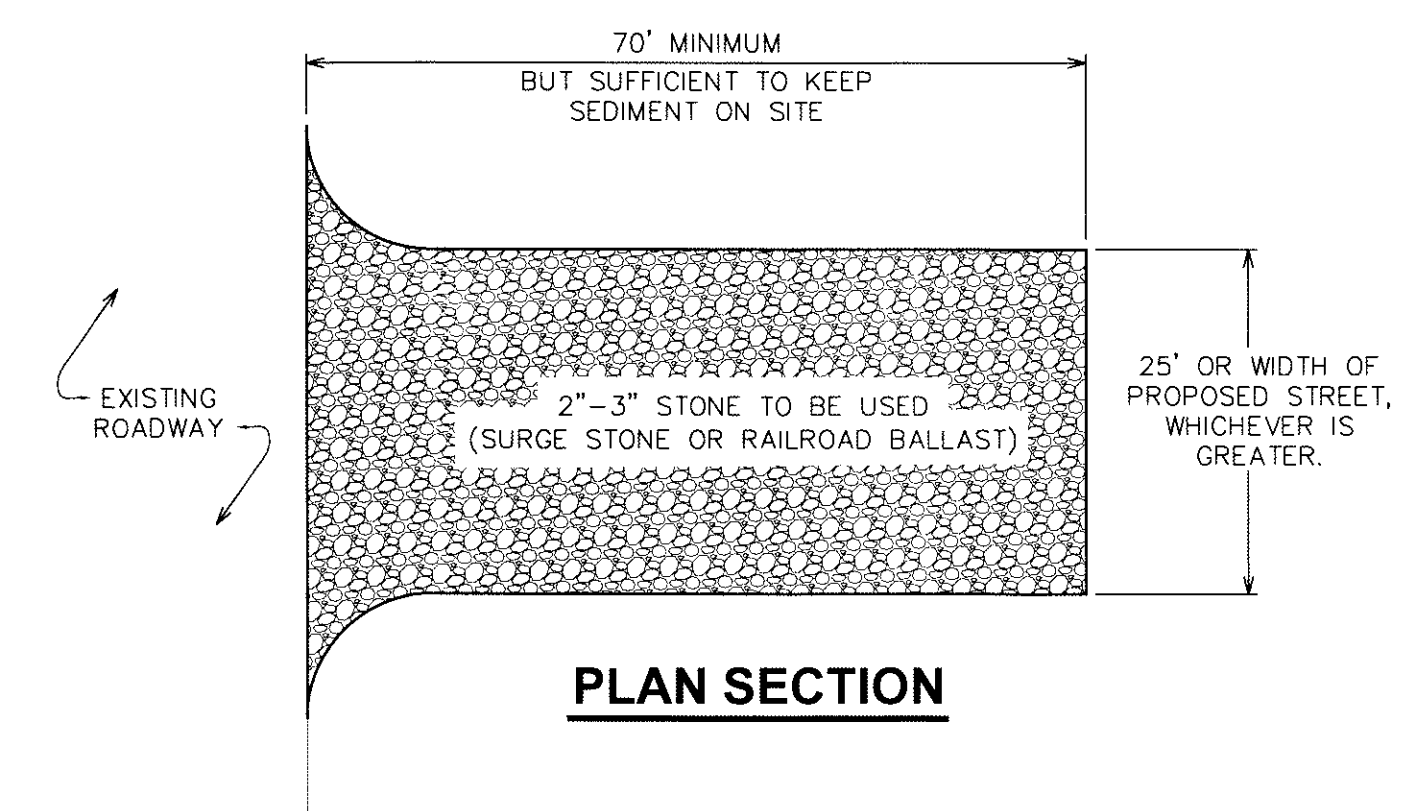 70' MINIMUM
BUT SUFFICIENT TO KEEP
SEDIMENT ON SITE
EXISTING
ROADWAY
2"-3" STONE TO BE USED
(SURGE STONE OR RAILROAD BALLAST)
25' OR WIDTH OF
PROPOSED STREET,
WHICHEVER IS
GREATER.
PLAN SECTION